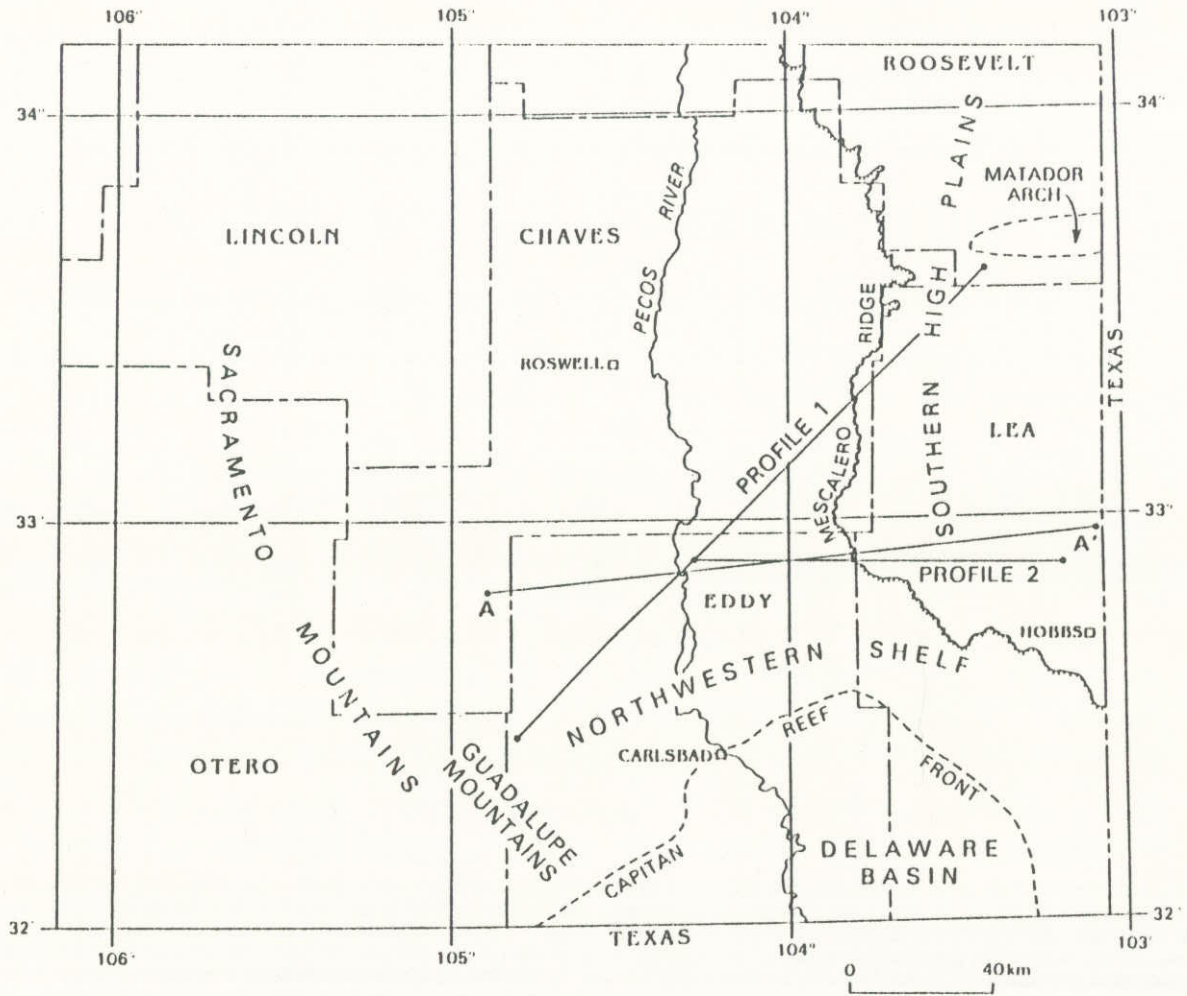 106° 105° 104° 103°
ROOSEVELT
34° 34°
PLAINS
MATADOR
ARCH
PECOS RIVER
LINCOLN
CHAVES
SOUTHERN HIGH
RIDGE
TEXAS
SACRAMENTO
ROSWELL
PROFILE 1
LEA
MESCALERO
33° 33°
A'
PROFILE 2
A
EDDY
HOBBS
MOUNTAINS
NORTHWESTERN SHELF
REEF
OTERO
GUADALUPE
MOUNTAINS
CARLSBAD
FRONT
CAPITAN
DELAWARE
BASIN
32° 32'
TEXAS
106° 105° 104° 103°
0 40km